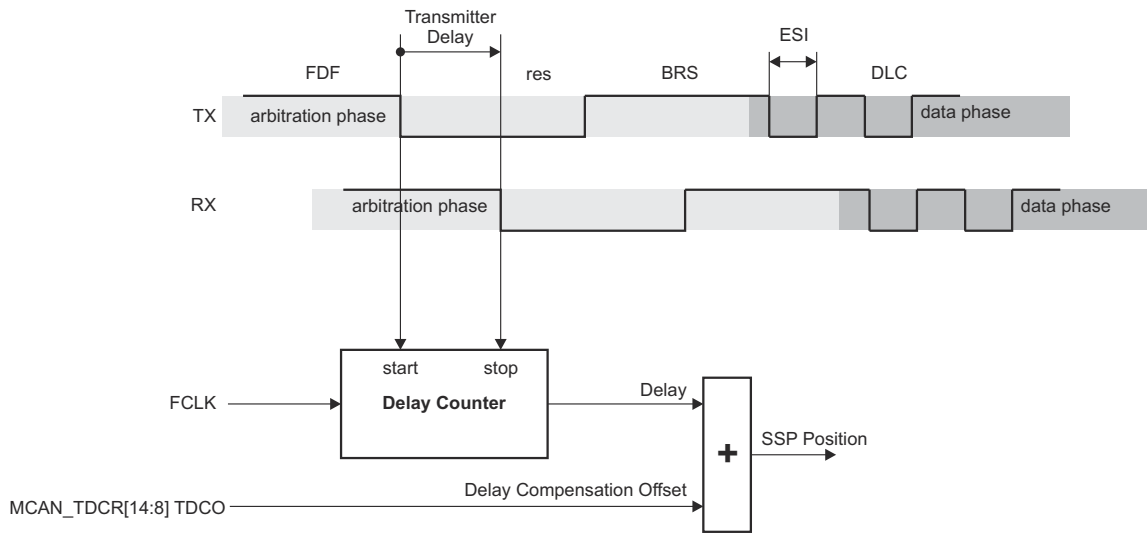 Transmitter
Delay
ESI
FDF
res
BRS
DLC
TX
arbitration phase
data phase
RX
arbitration phase
data phase
start
stop
FCLK
Delay Counter
Delay
+
SSP Position
Delay Compensation Offset
MCAN_TDCR[14:8] TDCO